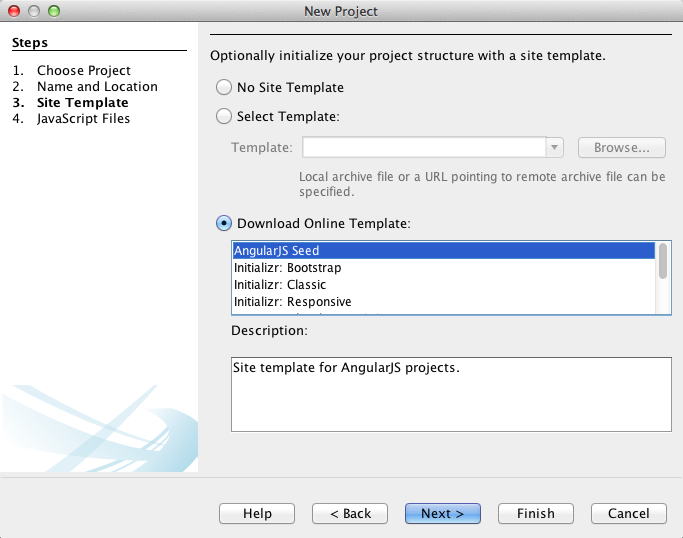 New Project
Steps
1. Choose Project
2. Name and Location
3. Site Template
4. JavaScript Files
Optionally initialize your project structure with a site template.
No Site Template
Select Template:
Template:
Browse...
Local archive file or a URL pointing to remote archive file can be
specified.
Download Online Template:
AngularJS Seed
Initializr: Bootstrap
Initializr: Classic
Initializr: Responsive
Description:
Site template for AngularJS projects.
Help
< Back
Next >
Finish
Cancel